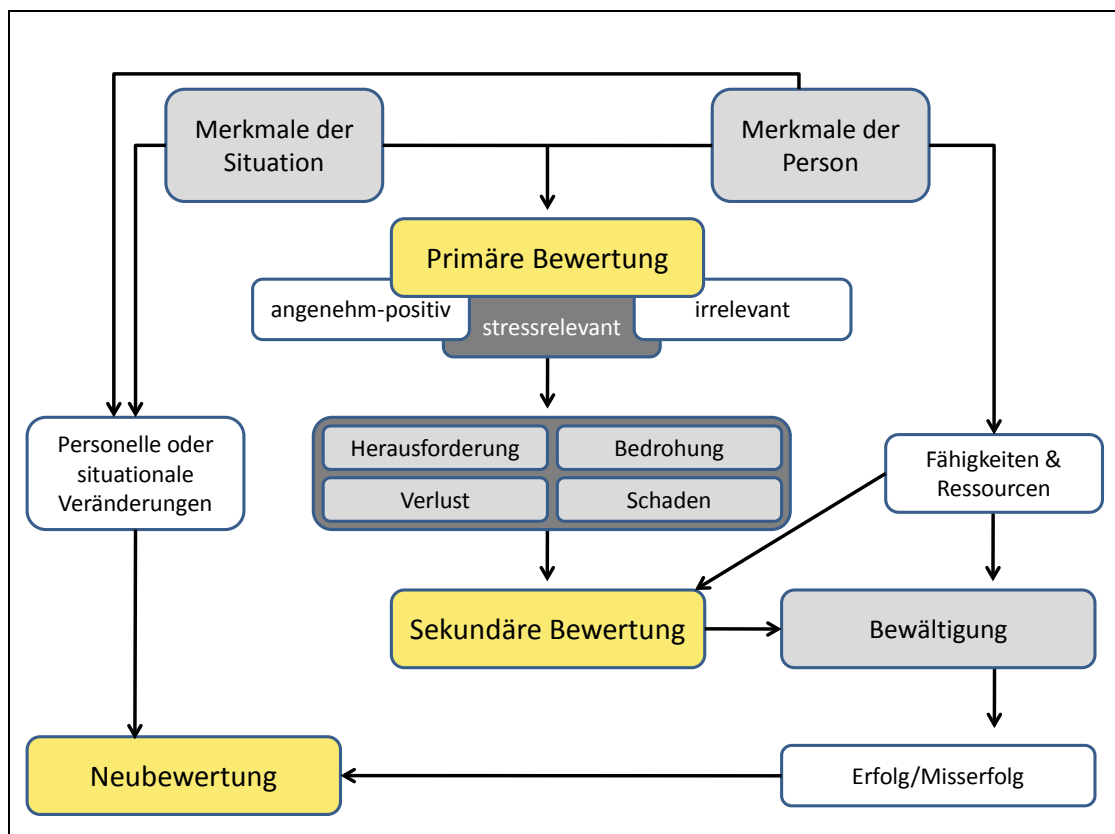 Merkmale der
Situation
Merkmale der
Person
Primäre Bewertung
angenehm-positiv
stressrelevant
irrelevant
Herausforderung
Bedrohung
Verlust
Schaden
Personelle oder
situationale
Veränderungen
Fähigkeiten &
Ressourcen
Sekundäre Bewertung
Bewältigung
Neubewertung
Erfolg/Misserfolg